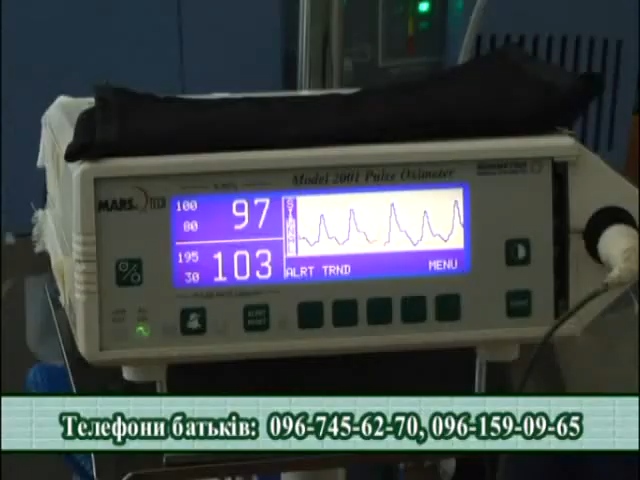 Model 2001 Pulse Oximeter
MARS
100
80
97
195
30
103
SIGNAL
ALRT TRND
MENU
Телефони батьків: 096-745-62-70, 096-159-09-65